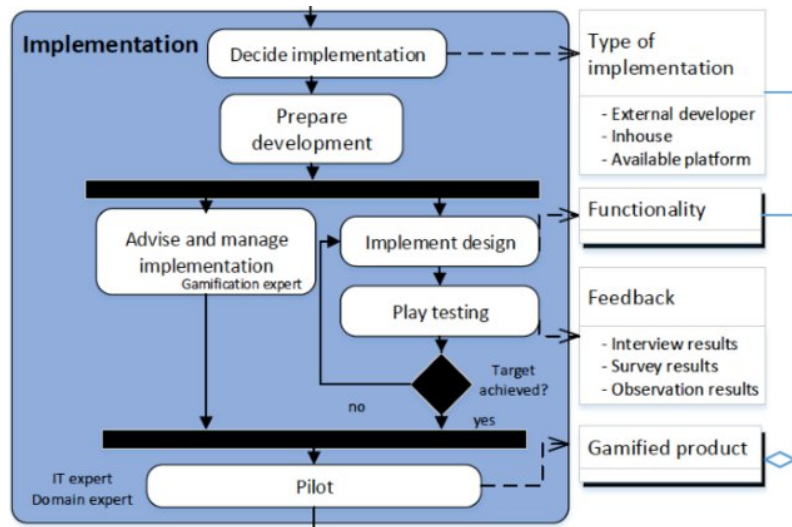 Implementation
Decide implementation
Prepare
development
Advise and manage
implementation
Gamification expert
Implement design
Play testing
Target
achieved?
no
yes
IT expert
Domain expert
Pilot
Type of
implementation
- External developer
- Inhouse
- Available platform
Functionality
Feedback
- Interview results
- Survey results
- Observation results
Gamified product